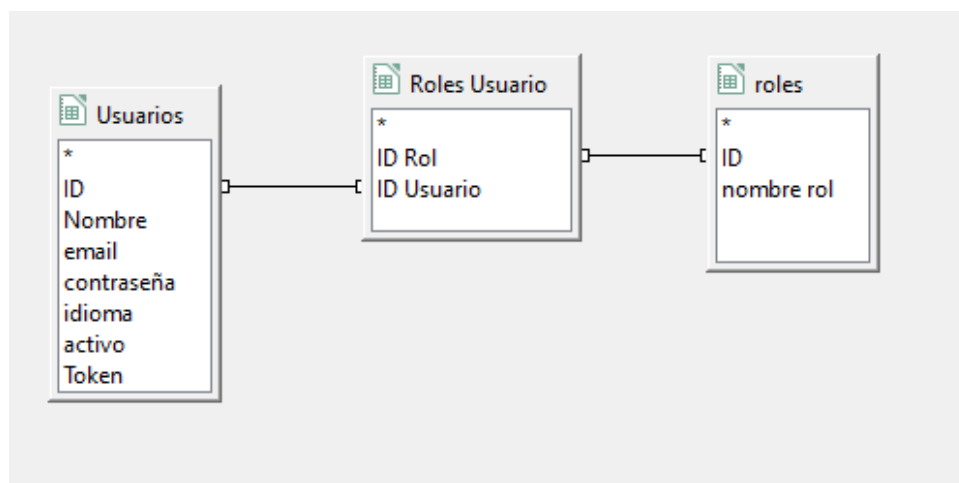 Usuarios
*
ID
Nombre
email
contraseña
idioma
activo
Token
Roles Usuario
*
ID Rol
ID Usuario
roles
*
ID
nombre rol